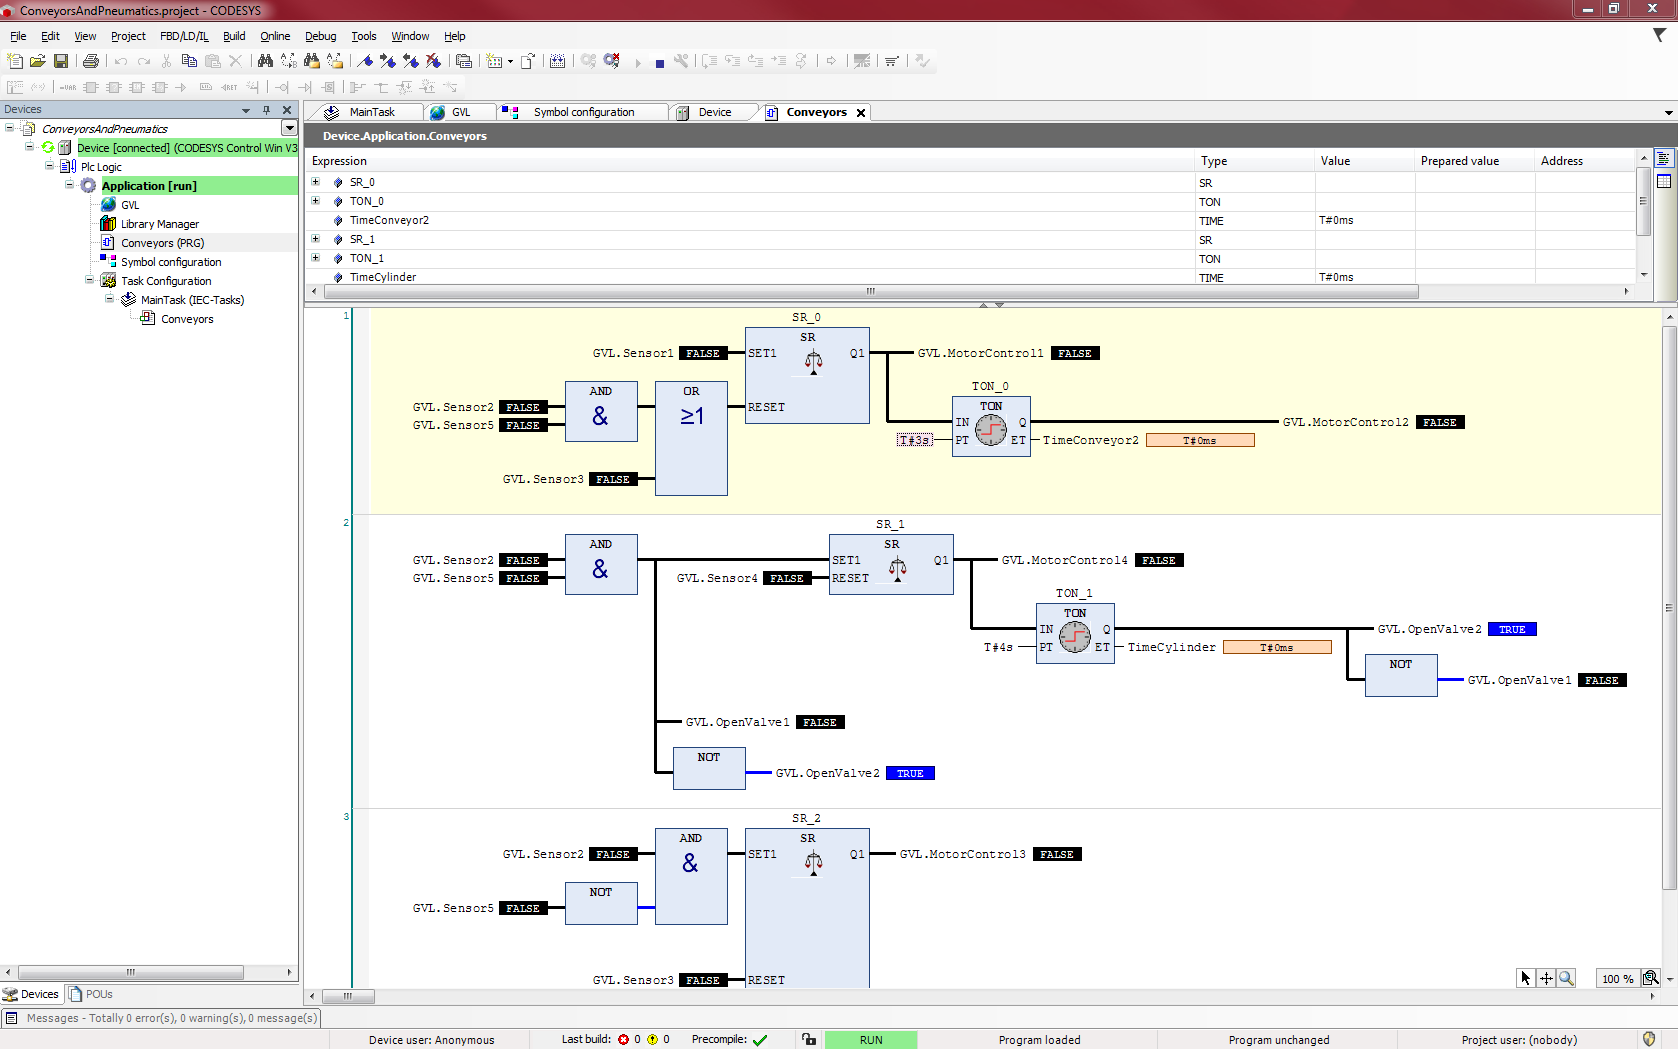 ConveyorsAndPneumatics.project - CODESYS
File Edit View Project FBD/LD/IL Build Online Debug Tools Window Help
Devices
ConveyorsAndPneumatics
Device [connected] (CODESYS Control Win V3
Plc Logic
Application [run]
GVL
Library Manager
Conveyors (PRG)
Symbol configuration
Task Configuration
MainTask (IEC-Tasks)
Conveyors
Devices POUs
MainTask GVL Symbol configuration Device Conveyors
Device.Application.Conveyors
Expression Type Value Prepared value Address
SR_0 SR
TON_0 TON
TimeConveyor2 TIME T#0ms
SR_1 SR
TON_1 TON
TimeCylinder TIME T#0ms
1
SR_0
SR
GVL.Sensor1 FALSE SET1 Q1 GVL.MotorControl1 FALSE
AND OR TON_0
& ≥1 TON
GVL.Sensor2 FALSE RESET
GVL.Sensor5 FALSE
IN Q GVL.MotorControl2 FALSE
T#3s PT ET TimeConveyor2 T#0ms
GVL.Sensor3 FALSE
2
SR_1
AND SR
&
GVL.Sensor2 FALSE SET1 Q1 GVL.MotorControl4 FALSE
GVL.Sensor5 FALSE GVL.Sensor4 FALSE RESET
TON_1
TON
IN Q GVL.OpenValve2 TRUE
T#4s PT ET TimeCylinder T#0ms
NOT
GVL.OpenValve1 FALSE
GVL.OpenValve1 FALSE
NOT
GVL.OpenValve2 TRUE
3
SR_2
AND SR
&
GVL.Sensor2 FALSE SET1 Q1 GVL.MotorControl3 FALSE
NOT
GVL.Sensor5 FALSE
GVL.Sensor3 FALSE RESET
100 %
Messages - Totally 0 error(s), 0 warning(s), 0 message(s)
Device user: Anonymous Last build: 0 0 Precompile: RUN Program loaded Program unchanged Project user: (nobody)